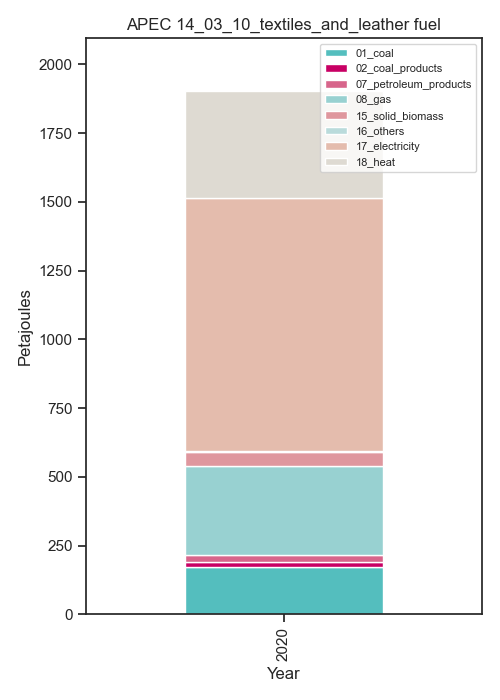 APEC 14_03_10_textiles_and_leather fuel
01_coal
02_coal_products
07_petroleum_products
08_gas
15_solid_biomass
16_others
17_electricity
18_heat
2000
1750
1500
1250
1000
750
500
250
0
Petajoules
2020
Year